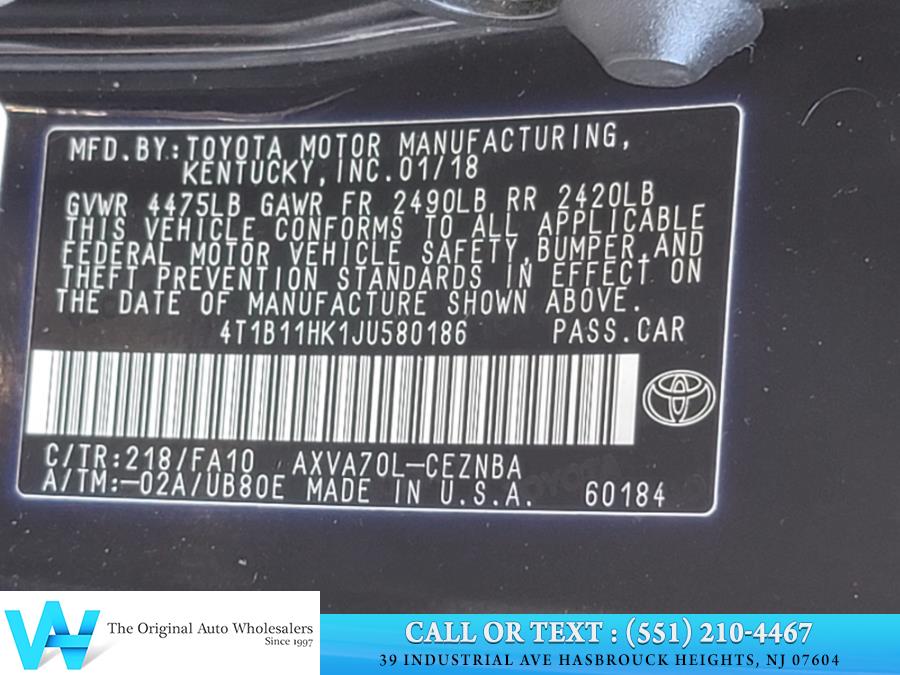 MFD.BY:TOYOTA MOTOR MANUFACTURING,
KENTUCKY,INC.01/18
GVWR 4475LB GAWR FR 2490LB RR 2420LB
THIS VEHICLE CONFORMS TO ALL APPLICABLE
FEDERAL MOTOR VEHICLE SAFETY,BUMPER,AND
THEFT PREVENTION STANDARDS IN EFFECT ON
THE DATE OF MANUFACTURE SHOWN ABOVE.
4T1B11HK1JU580186 PASS.CAR
C/TR:218/FA10 AXVA70L-CEZNBA
A/TM:-02A/UB80E MADE IN U.S.A. 60184
The Original Auto Wholesalers
Since 1997
CALL OR TEXT : (551) 210-4467
39 INDUSTRIAL AVE HASBROUCK HEIGHTS, NJ 07604